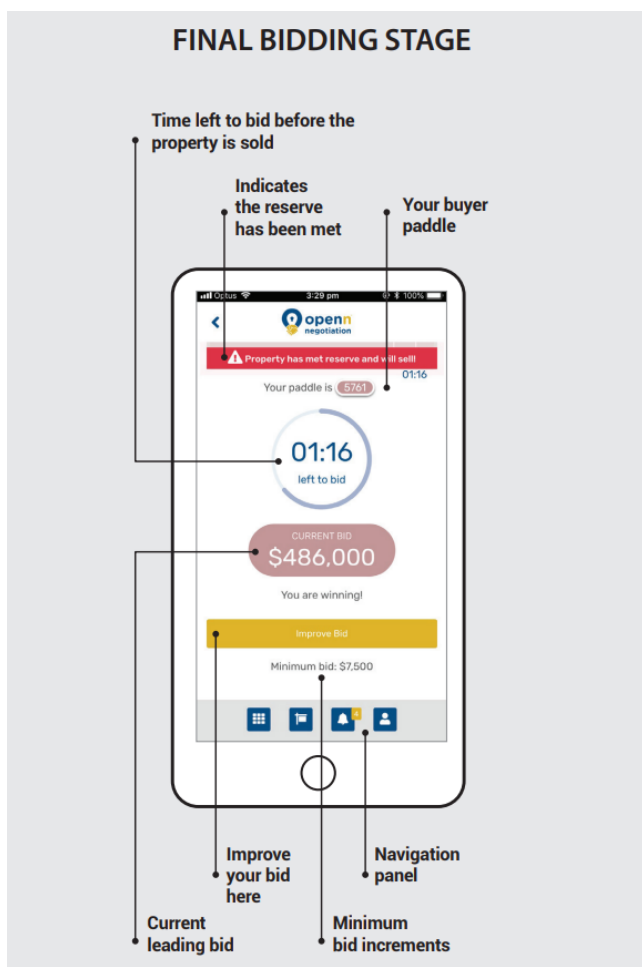 FINAL BIDDING STAGE
Time left to bid before the
property is sold
Indicates
the reserve
has been met
Your buyer
paddle
Optus
3:29 pm
100%
openn
negotiation
Property has met reserve and will sell!
01:16
Your paddle is 5761
01:16
left to bid
CURRENT BID
$486,000
You are winning!
Improve Bid
Minimum bid: $7,500
4
Improve
your bid
here
Navigation
panel
Current
leading bid
Minimum
bid increments